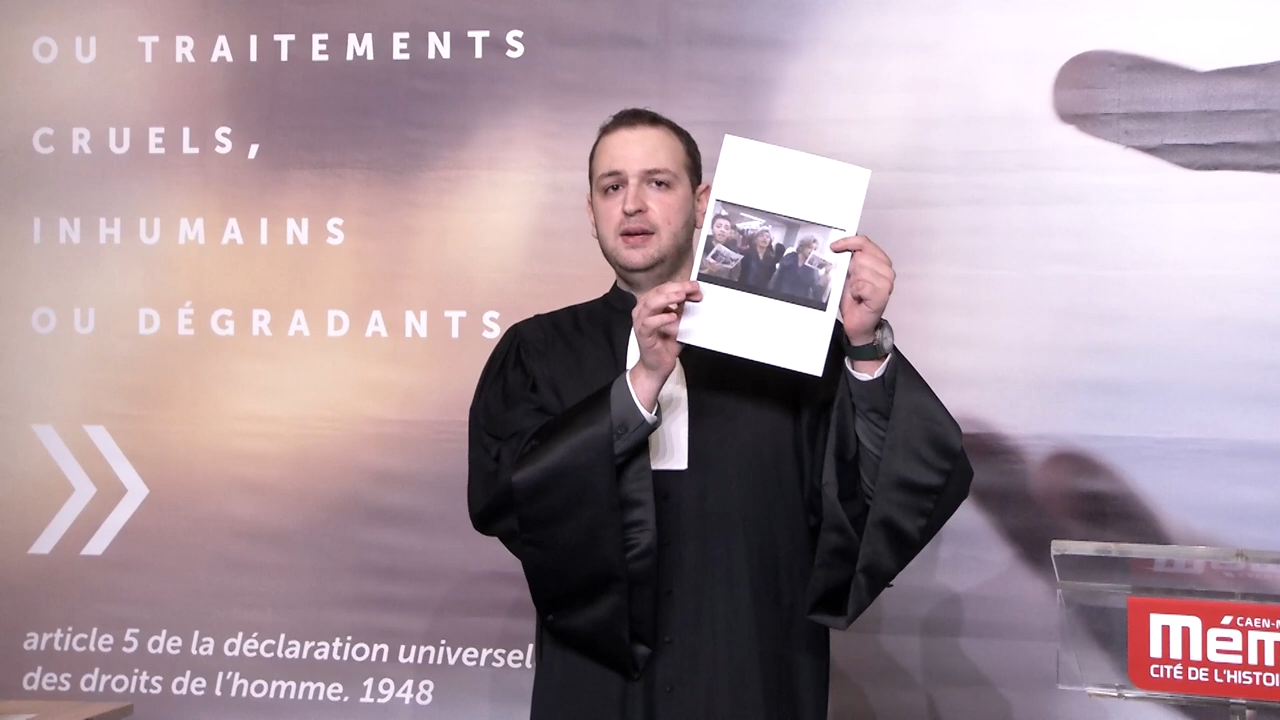 OU TRAITEMENTS
CRUELS,
INHUMAINS
OU DÉGRADANTS
article 5 de la déclaration universel
des droits de l'homme. 1948
CAEN-
Mém
CITÉ DE L'HISTOI